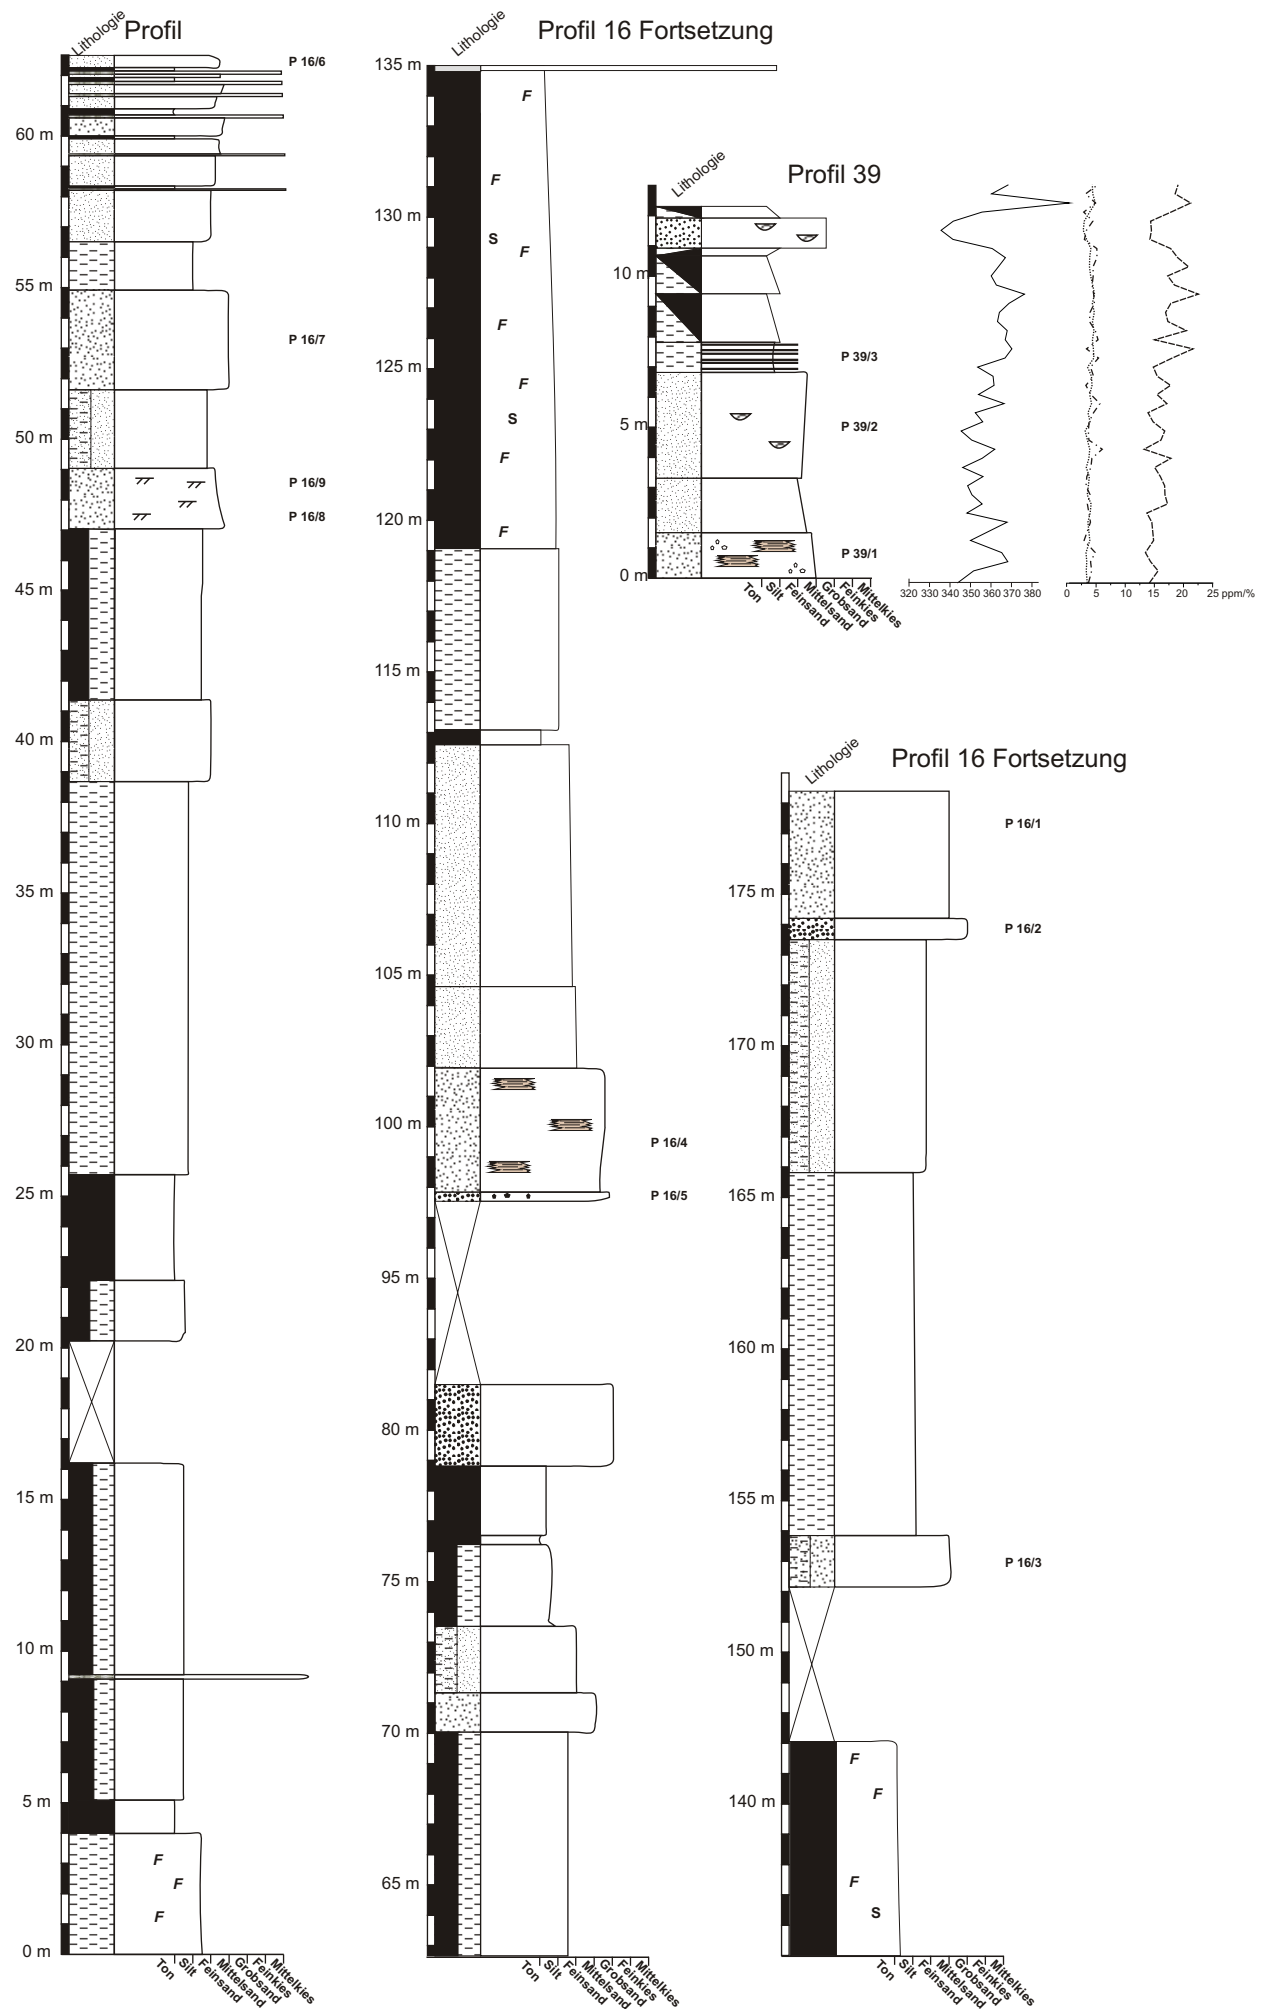 Profil
Lithologie
P 16/6
60 m
55 m
P 16/7
50 m
P 16/9
P 16/8
45 m
40 m
35 m
30 m
25 m
20 m
15 m
10 m
5 m
F
F
F
0 m
Ton
Silt
Feinsand
Mittelsand
Grobsand
Feinkies
Mittelkies
Profil 16 Fortsetzung
Lithologie
135 m
F
F
130 m
S
F
F
125 m
F
S
F
120 m
F
115 m
110 m
105 m
100 m
P 16/4
P 16/5
95 m
80 m
75 m
70 m
65 m
Ton
Silt
Feinsand
Mittelsand
Grobsand
Feinkies
Mittelkies
Profil 39
Lithologie
10 m
P 39/3
5 m
P 39/2
P 39/1
0 m
Ton
Silt
Feinsand
Mittelsand
Grobsand
Feinkies
Mittelkies
320 330 340 350 360 370 380
0 5 10 15 20 25 ppm/%
Profil 16 Fortsetzung
Lithologie
P 16/1
175 m
P 16/2
170 m
165 m
160 m
155 m
P 16/3
150 m
F
F
140 m
F
S
Ton
Silt
Feinsand
Mittelsand
Grobsand
Feinkies
Mittelkies